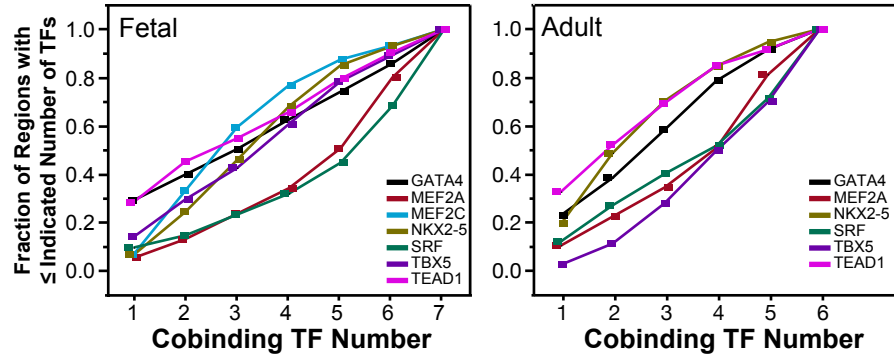 Fraction of Regions with
≤ Indicated Number of TFs
Fetal
1.0
0.8
0.6
0.4
0.2
0.0
GATA4
MEF2A
MEF2C
NKX2-5
SRF
TBX5
TEAD1
1 2 3 4 5 6 7
Cobinding TF Number
Adult
1.0
0.8
0.6
0.4
0.2
0.0
GATA4
MEF2A
NKX2-5
SRF
TBX5
TEAD1
1 2 3 4 5 6
Cobinding TF Number